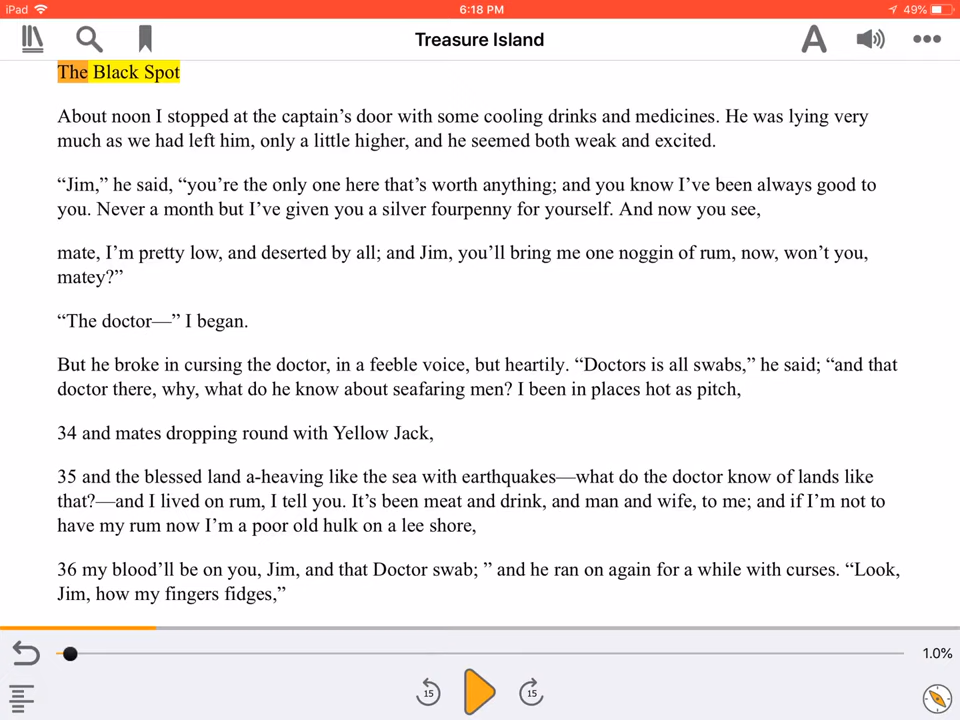 iPad
6:18 PM
49%
Treasure Island
A
The Black Spot
About noon I stopped at the captain’s door with some cooling drinks and medicines. He was lying very
much as we had left him, only a little higher, and he seemed both weak and excited.
“Jim,” he said, “you’re the only one here that’s worth anything; and you know I’ve been always good to
you. Never a month but I’ve given you a silver fourpenny for yourself. And now you see,
mate, I’m pretty low, and deserted by all; and Jim, you’ll bring me one noggin of rum, now, won’t you,
matey?”
“The doctor—” I began.
But he broke in cursing the doctor, in a feeble voice, but heartily. “Doctors is all swabs,” he said; “and that
doctor there, why, what do he know about seafaring men? I been in places hot as pitch,
34 and mates dropping round with Yellow Jack,
35 and the blessed land a-heaving like the sea with earthquakes—what do the doctor know of lands like
that?—and I lived on rum, I tell you. It’s been meat and drink, and man and wife, to me; and if I’m not to
have my rum now I’m a poor old hulk on a lee shore,
36 my blood’ll be on you, Jim, and that Doctor swab; ” and he ran on again for a while with curses. “Look,
Jim, how my fingers fidges,”
1.0%
15
15